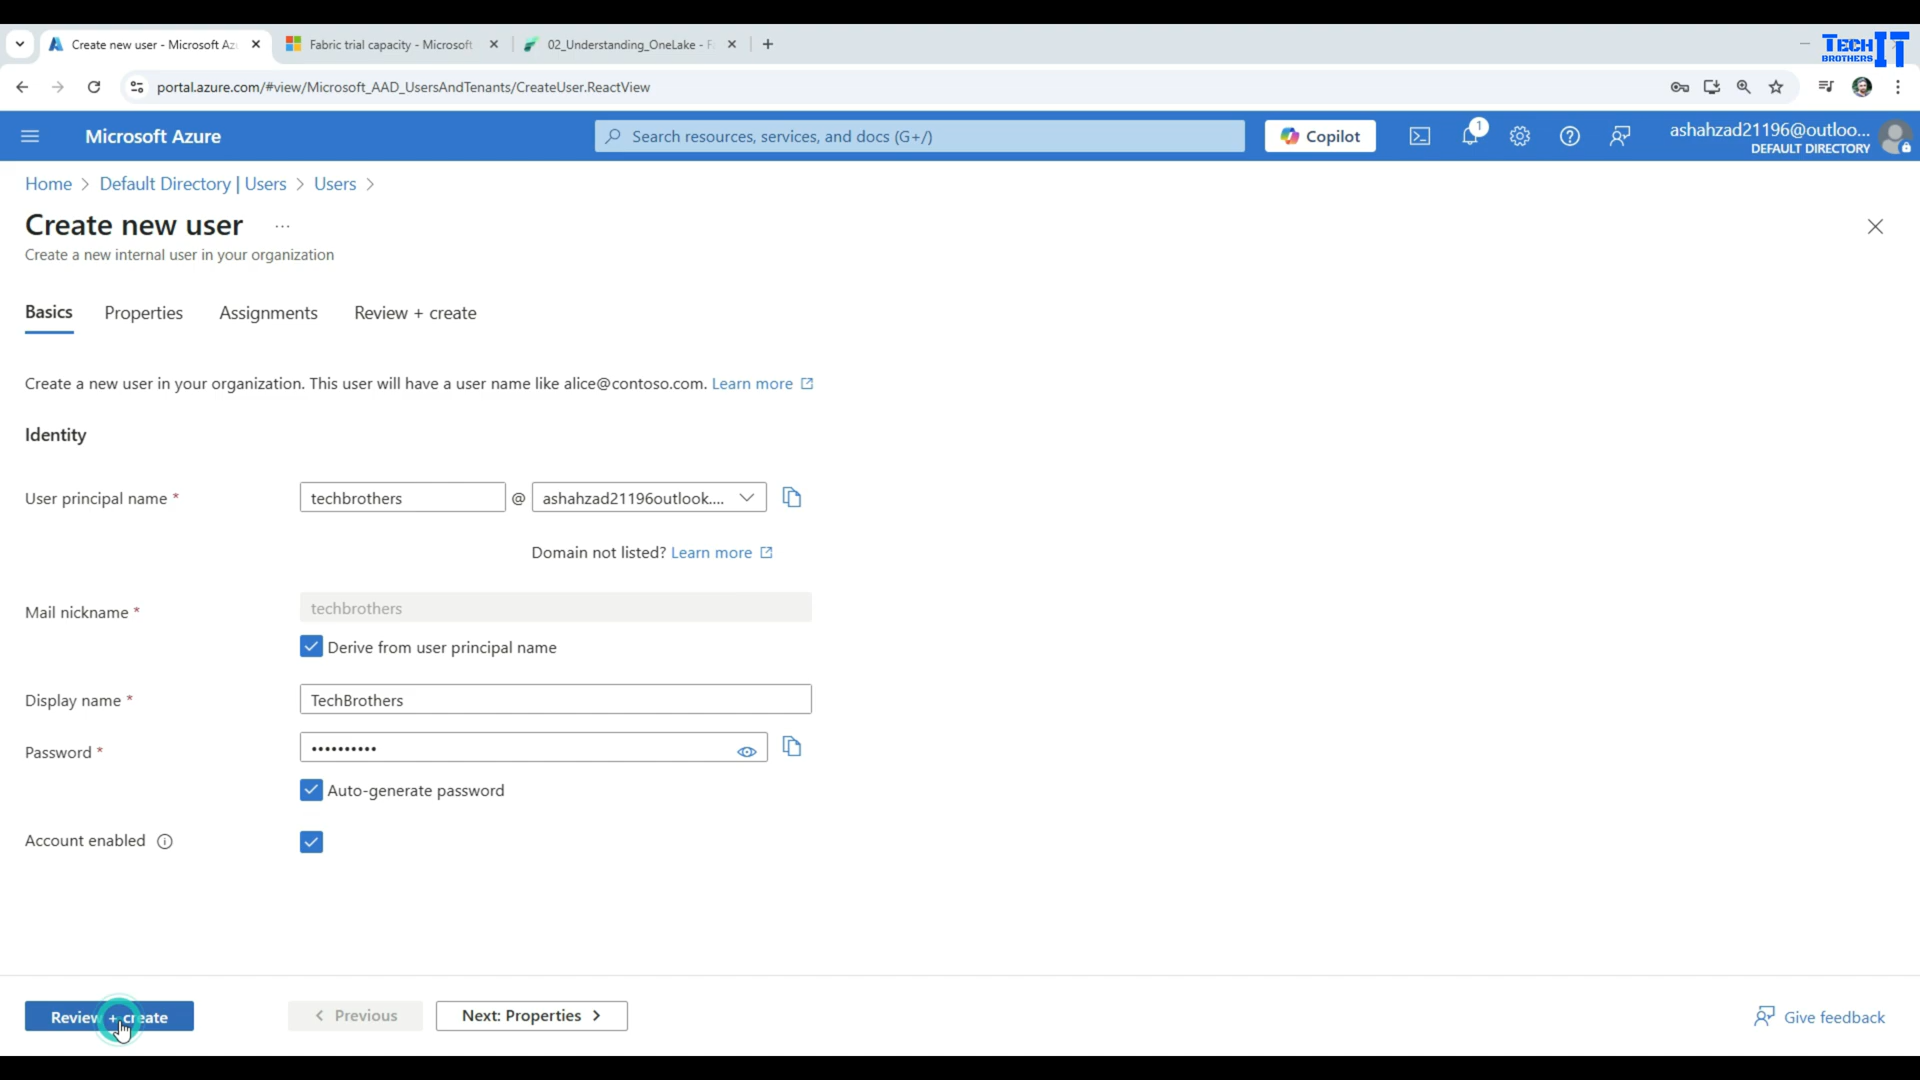 Create new user - Microsoft Az
Fabric trial capacity - Microsoft
02_Understanding_OneLake - F
TECH IT
BROTHERS
portal.azure.com/#view/Microsoft_AAD_UsersAndTenants/CreateUser.ReactView
Microsoft Azure
Search resources, services, and docs (G+/)
Copilot
1
ashahzad21196@outloo...
DEFAULT DIRECTORY
Home > Default Directory | Users > Users >
Create new user ...
Create a new internal user in your organization
Basics
Properties
Assignments
Review + create
Create a new user in your organization. This user will have a user name like alice@contoso.com. Learn more
Identity
User principal name *
techbrothers @ ashahzad21196outlook....
Domain not listed? Learn more
Mail nickname *
techbrothers
Derive from user principal name
Display name *
TechBrothers
Password *
••••••••••
Auto-generate password
Account enabled
Review + create
< Previous
Next: Properties >
Give feedback